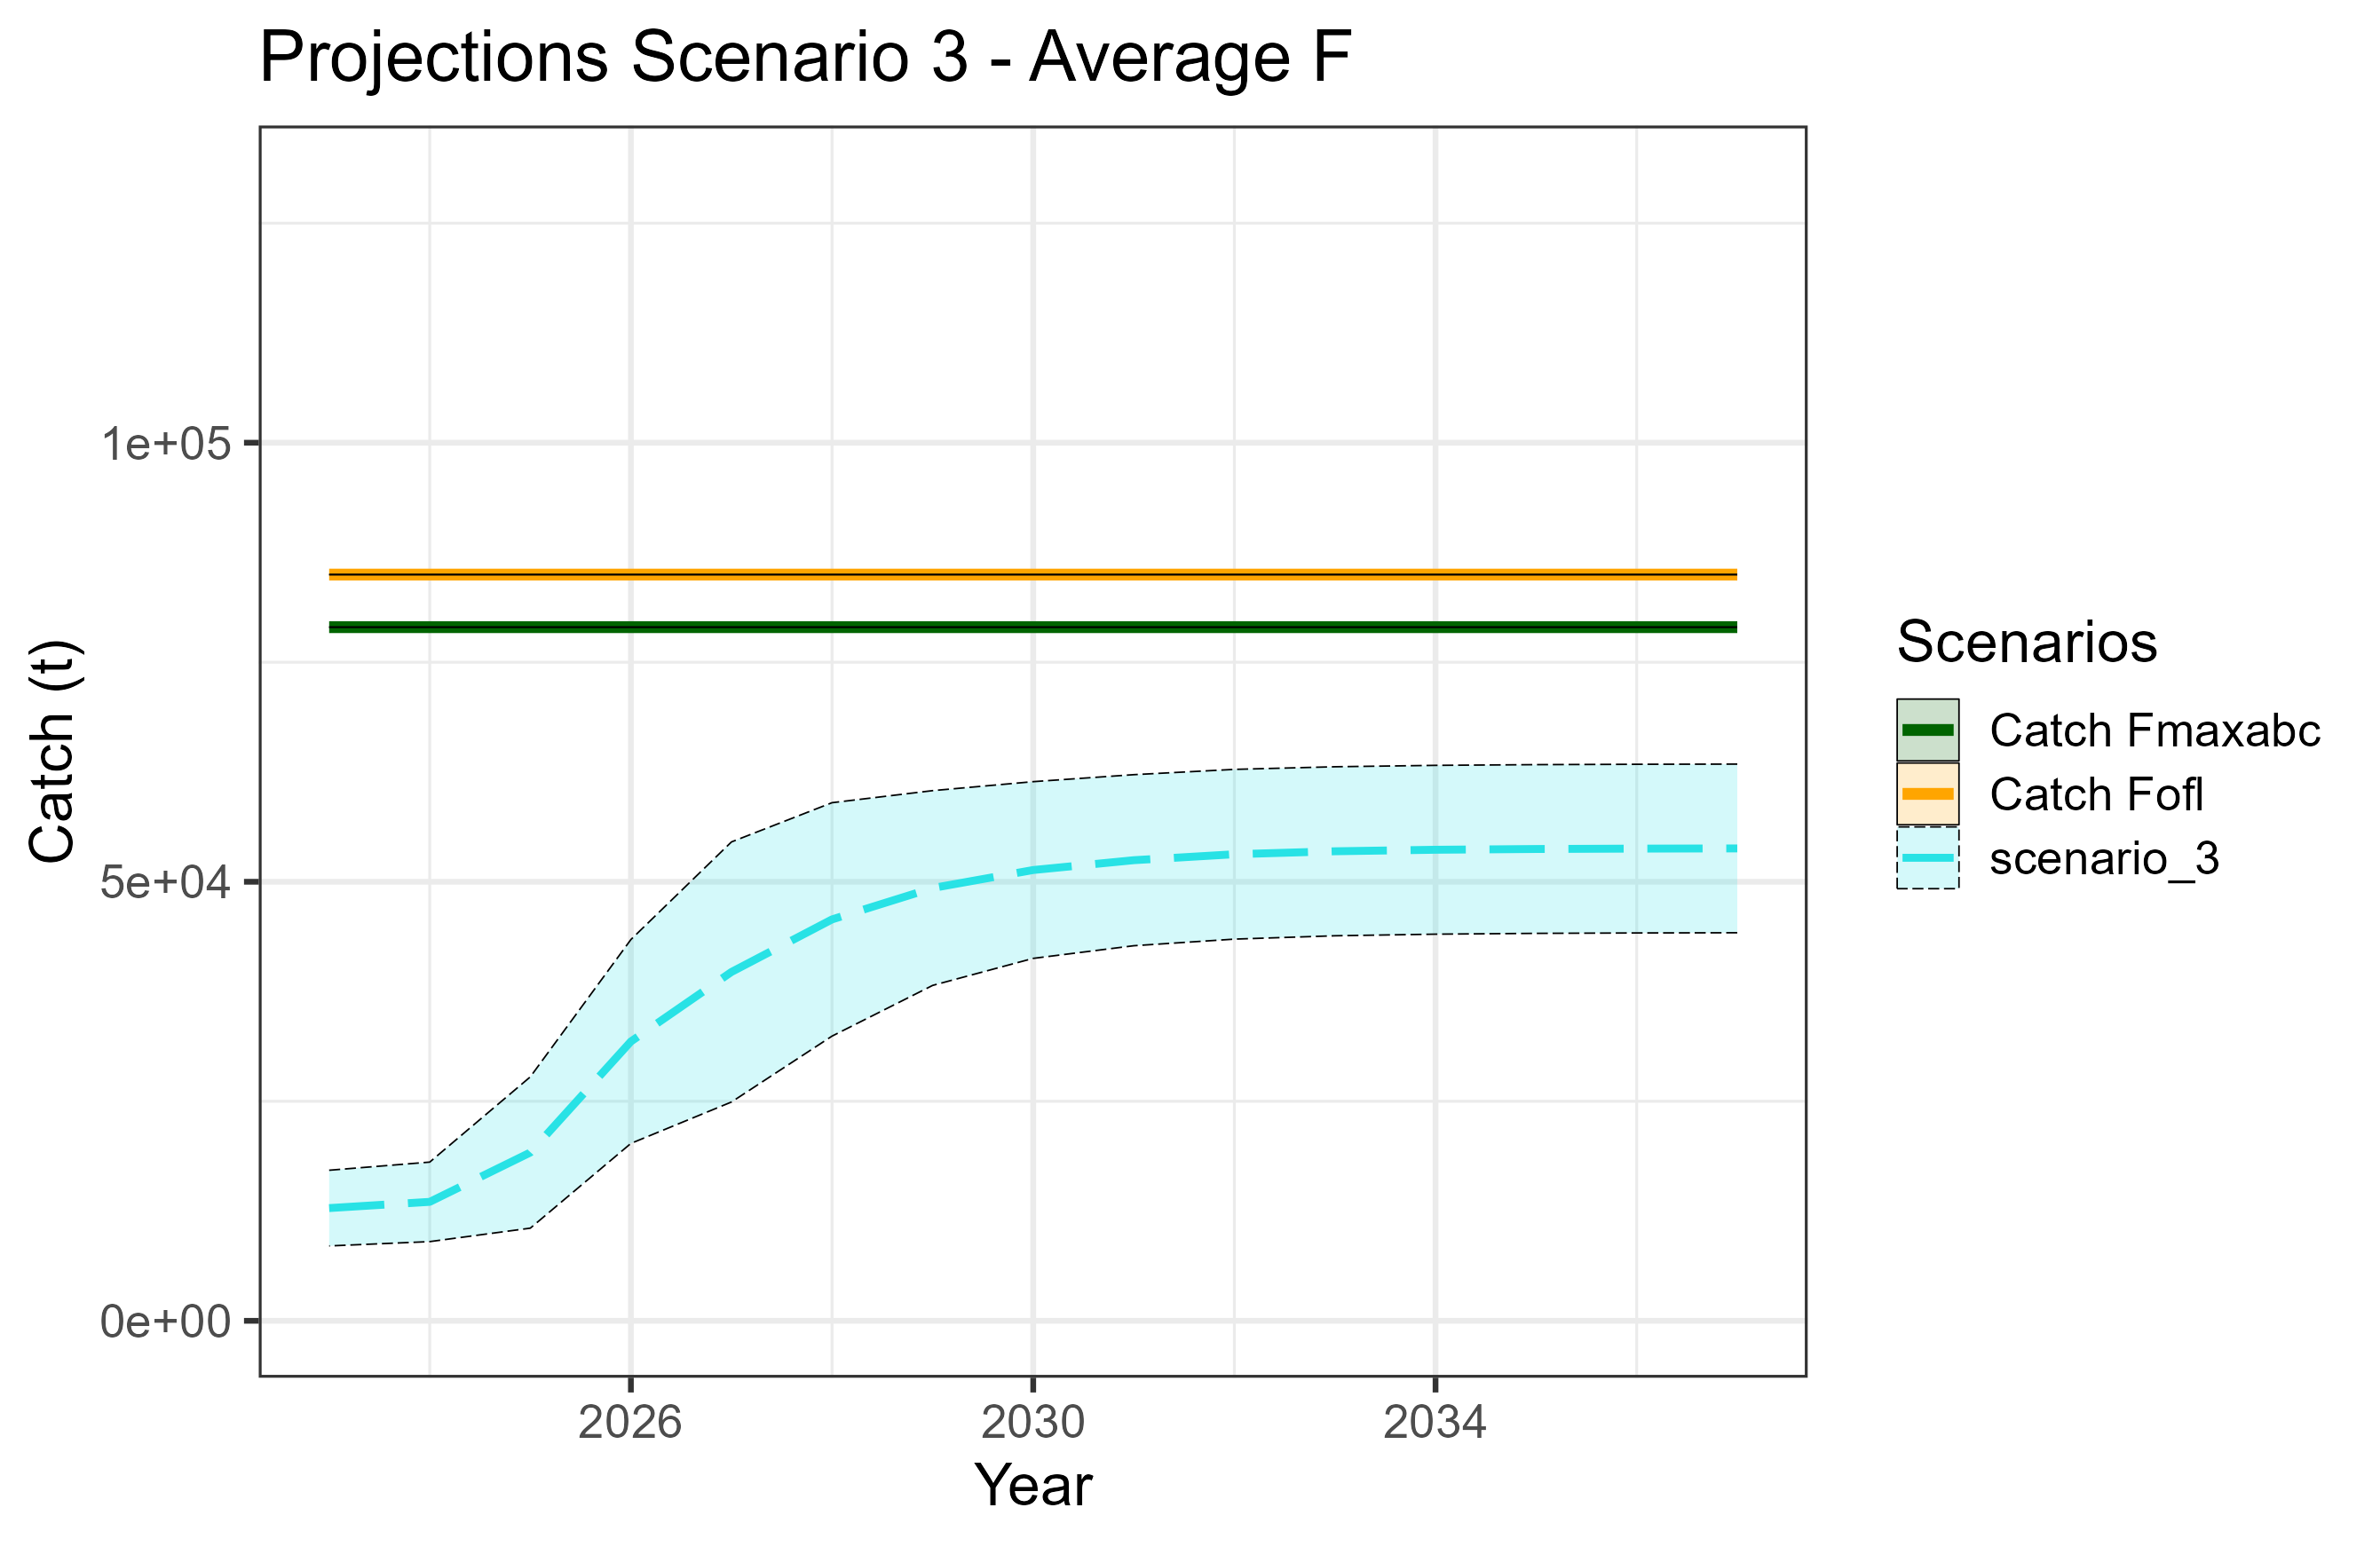 Projections Scenario 3 - Average F
Catch (t)
1e+05
5e+04
0e+00
2026 2030 2034
Year
Scenarios
Catch Fmaxabc
Catch Fofl
scenario_3